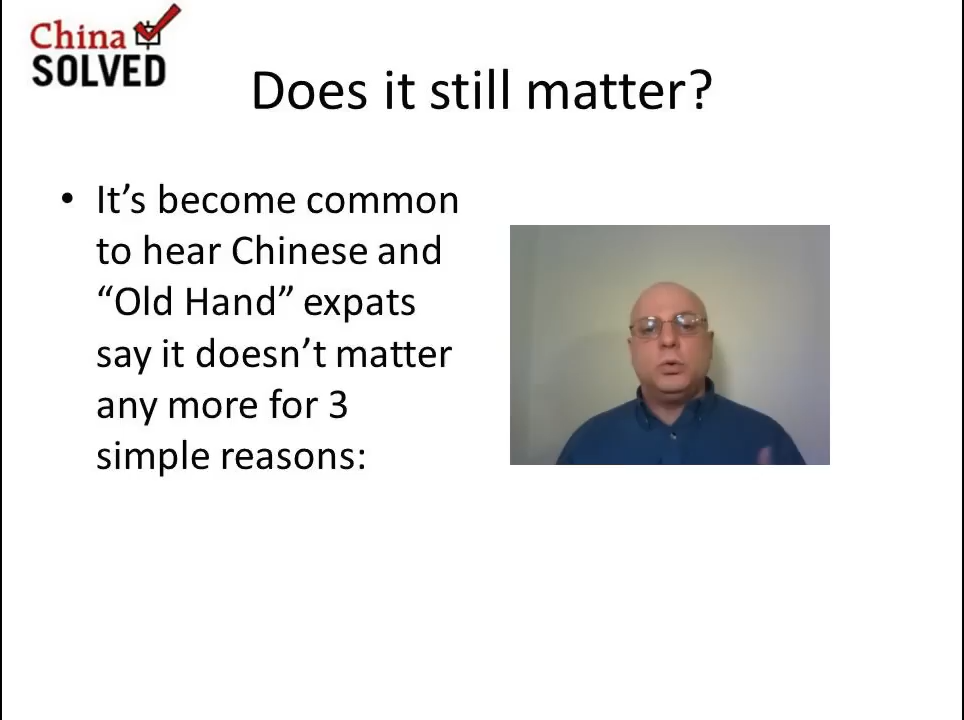 China
SOLVED
Does it still matter?
• It’s become common
to hear Chinese and
“Old Hand” expats
say it doesn’t matter
any more for 3
simple reasons: